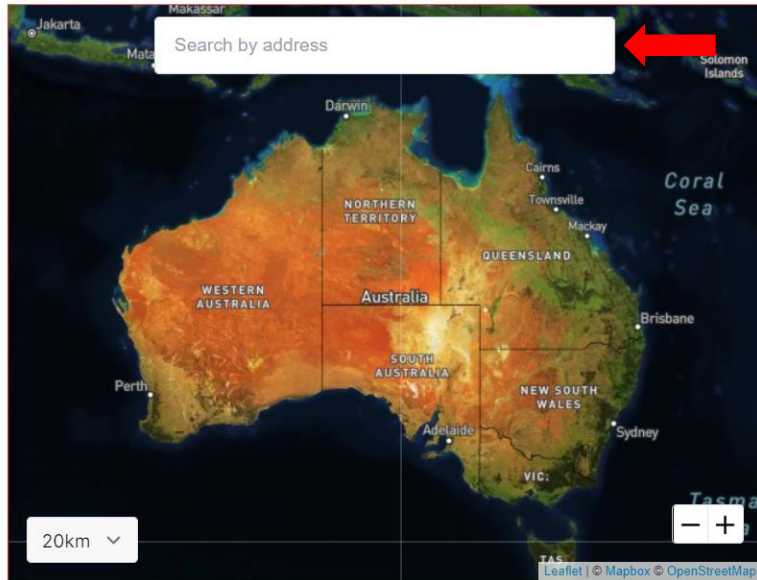 Makassar
Jakarta
Mata
Search by address
Solomon
Islands
Darwin
Cairns
Coral
Sea
Townsville
NORTHERN
TERRITORY
Mackay
QUEENSLAND
WESTERN
AUSTRALIA
Australia
Brisbane
SOUTH
AUSTRALIA
Perth
NEW SOUTH
WALES
Adelaide
Sydney
VIC.
Tasma
a
20km
− +
TAS.
Leaflet | © Mapbox © OpenStreetMap